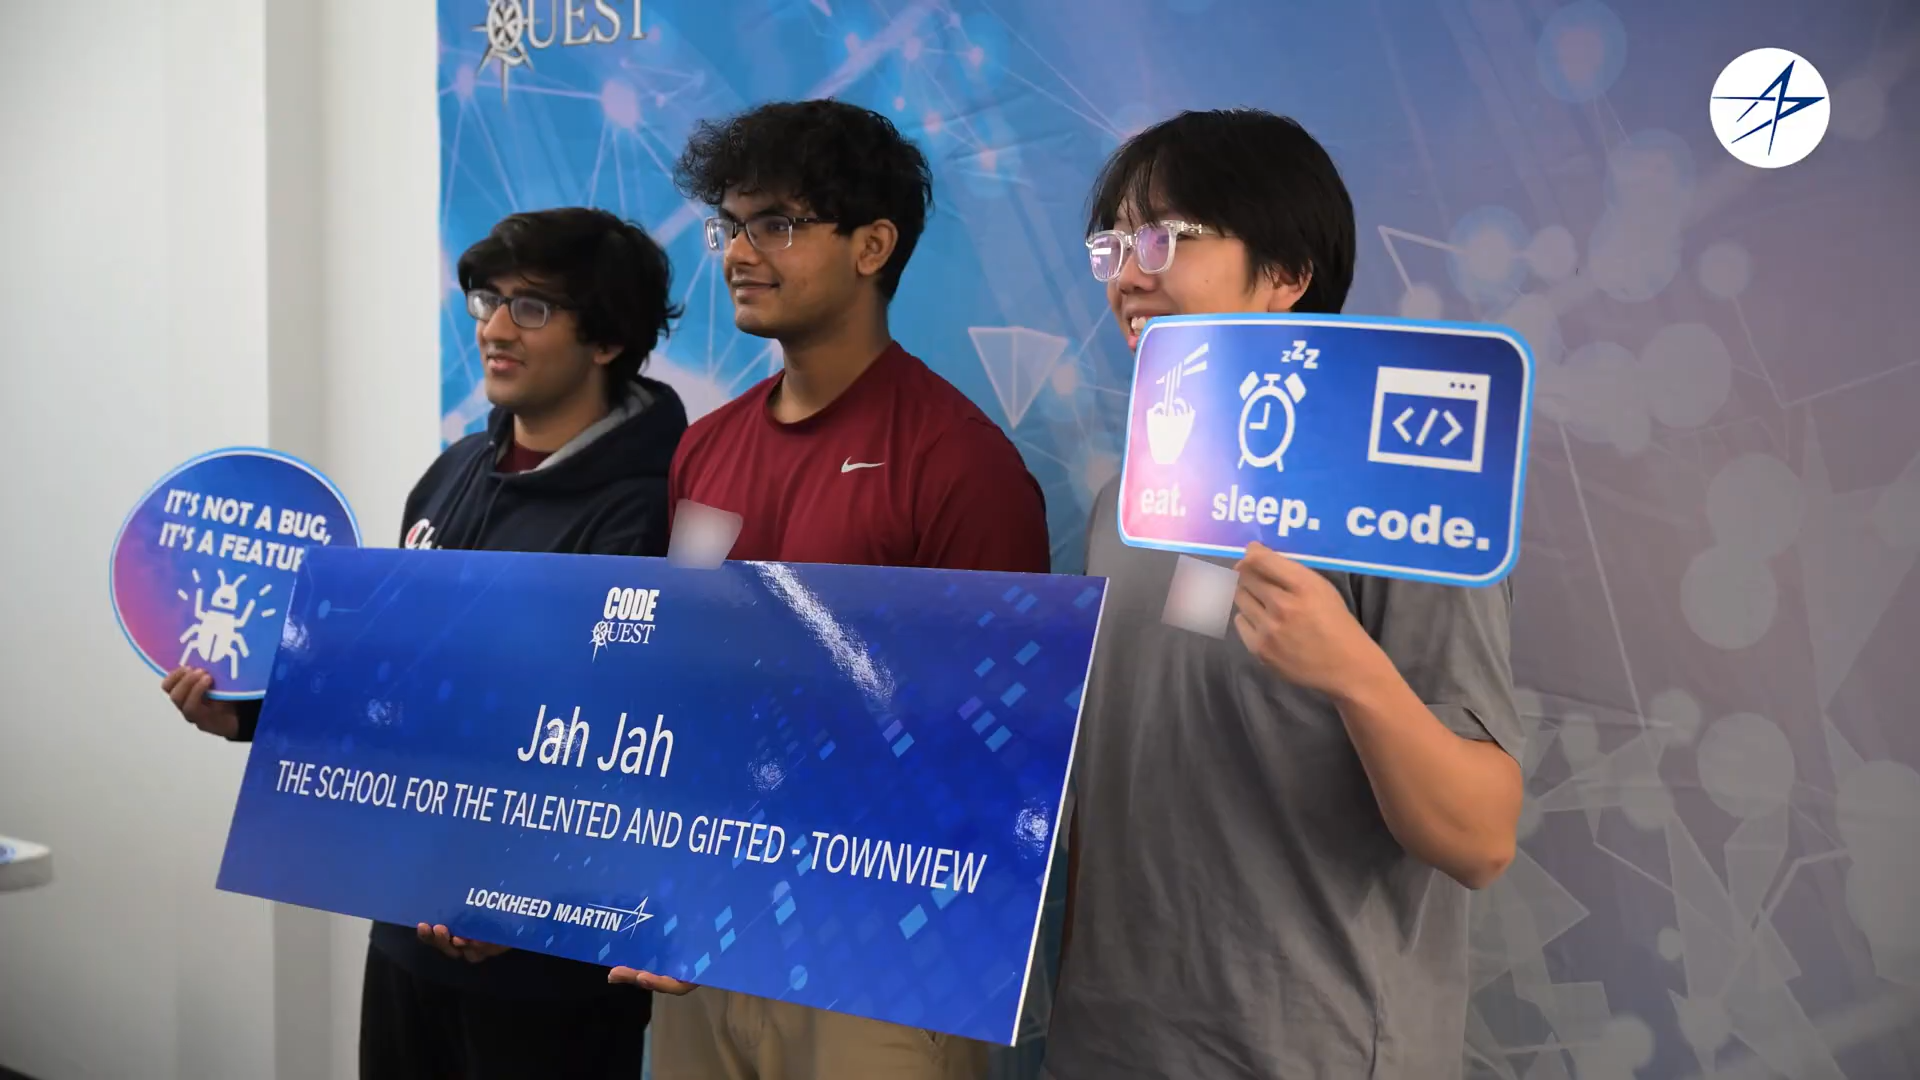 QUEST
IT'S NOT A BUG,
IT'S A FEATUR
zzz
</>
eat. sleep. code.
CODE
QUEST
Jah Jah
THE SCHOOL FOR THE TALENTED AND GIFTED - TOWNVIEW
LOCKHEED MARTIN